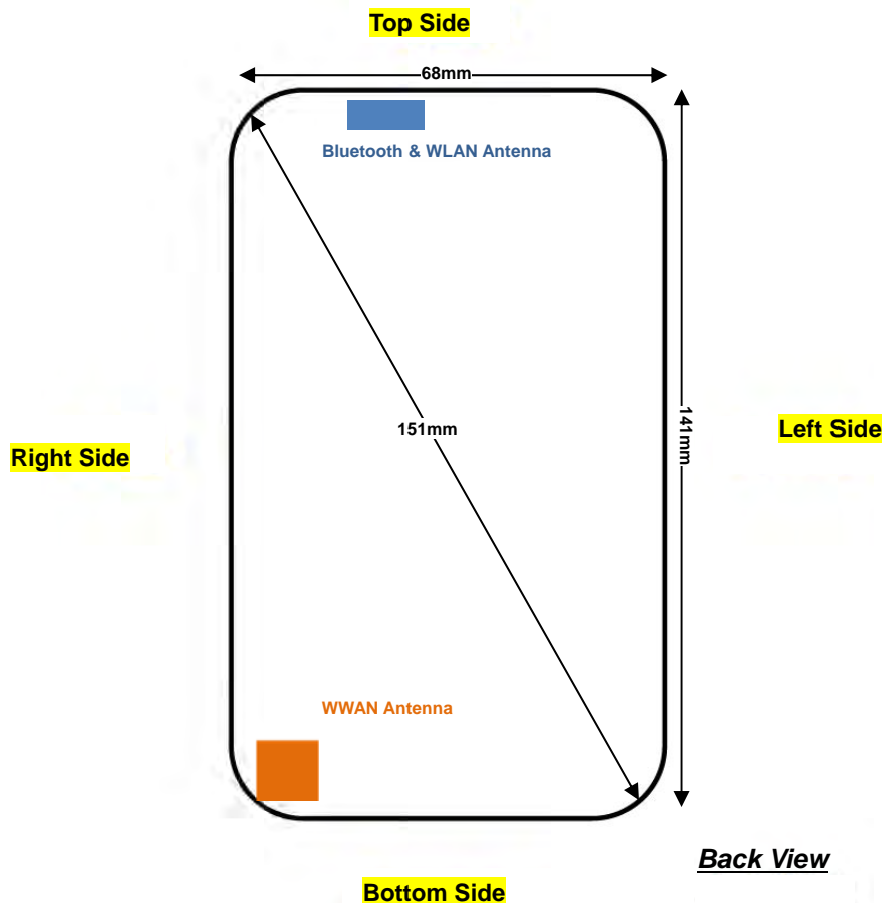 Top Side
68mm
Bluetooth & WLAN Antenna
151mm
141mm
Left Side
Right Side
WWAN Antenna
Back View
Bottom Side